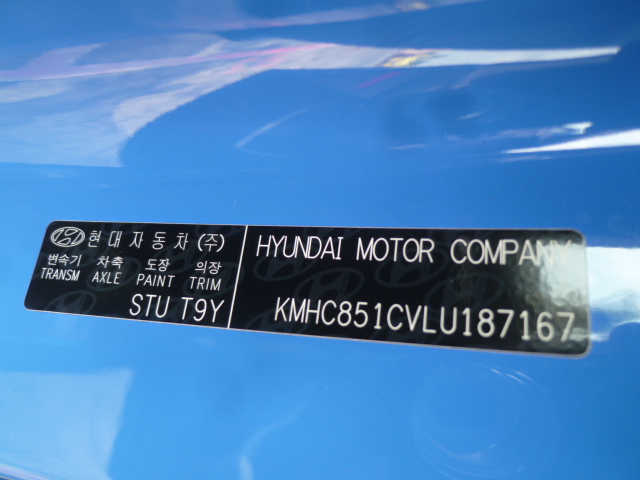 현대자동차(주)
변속기 차축 도장 의장
TRANSM AXLE PAINT TRIM
STU T9Y
HYUNDAI MOTOR COMPANY
KMHC851CVLU187167